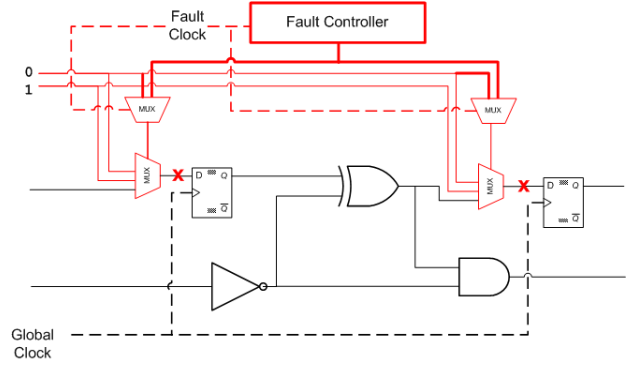 Fault
Clock
Fault Controller
0
1
MUX
MUX
MUX
MUX
X
D Q
Q
X
D Q
Q
Global
Clock